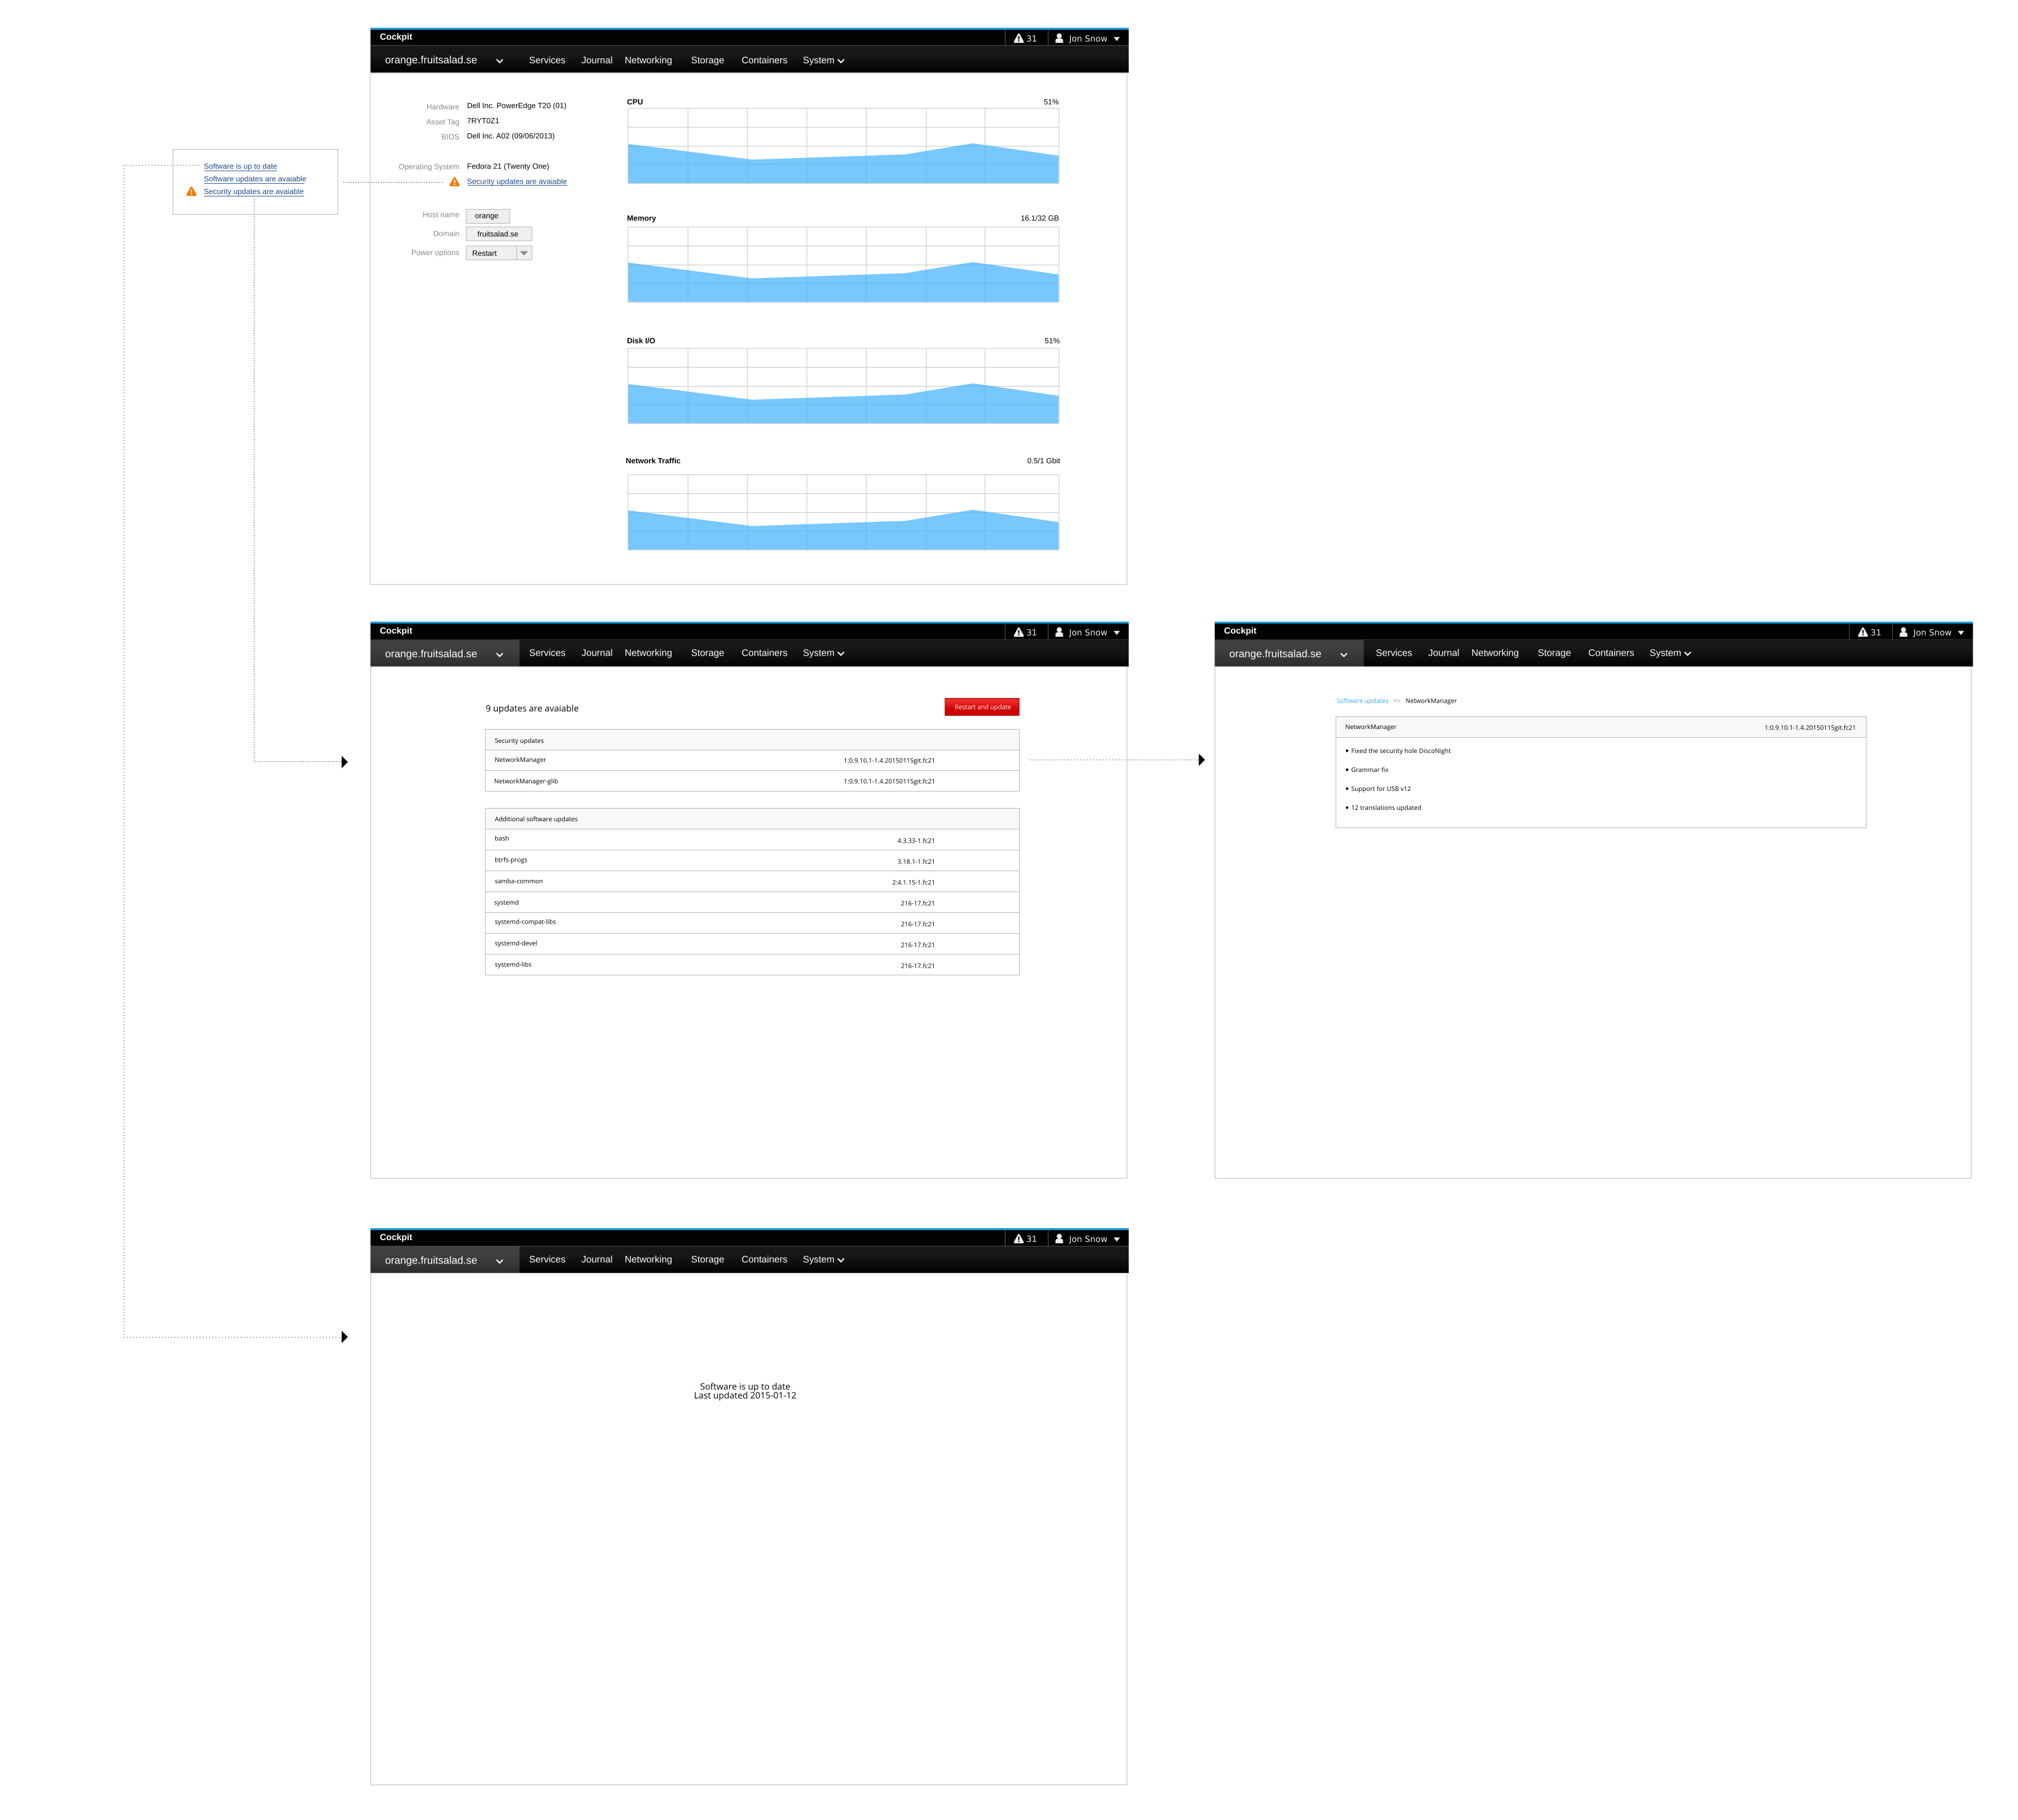 Cockpit
31
Jon Snow
orange.fruitsalad.se
Services Journal Networking Storage Containers System
Hardware Dell Inc. PowerEdge T20 (01)
Asset Tag 7RYT0Z1
BIOS Dell Inc. A02 (09/06/2013)
Operating System Fedora 21 (Twenty One)
Security updates are avaiable
Host name orange
Domain fruitsalad.se
Power options Restart
CPU 51%
Memory 16.1/32 GB
Disk I/O 51%
Network Traffic 0.5/1 Gbit
Software is up to date
Software updates are avaiable
Security updates are avaiable
Cockpit
31
Jon Snow
orange.fruitsalad.se
Services Journal Networking Storage Containers System
9 updates are avaiable
Restart and update
Security updates
NetworkManager 1:0.9.10.1-1.4.20150115git.fc21
NetworkManager-glib 1:0.9.10.1-1.4.20150115git.fc21
Additional software updates
bash 4.3.33-1.fc21
btrfs-progs 3.18.1-1.fc21
samba-common 2:4.1.15-1.fc21
systemd 216-17.fc21
systemd-compat-libs 216-17.fc21
systemd-devel 216-17.fc21
systemd-libs 216-17.fc21
Cockpit
31
Jon Snow
orange.fruitsalad.se
Services Journal Networking Storage Containers System
Software updates >> NetworkManager
NetworkManager 1:0.9.10.1-1.4.20150115git.fc21
• Fixed the security hole DiscoNight
• Grammar fix
• Support for USB v12
• 12 translations updated
Cockpit
31
Jon Snow
orange.fruitsalad.se
Services Journal Networking Storage Containers System
Software is up to date
Last updated 2015-01-12